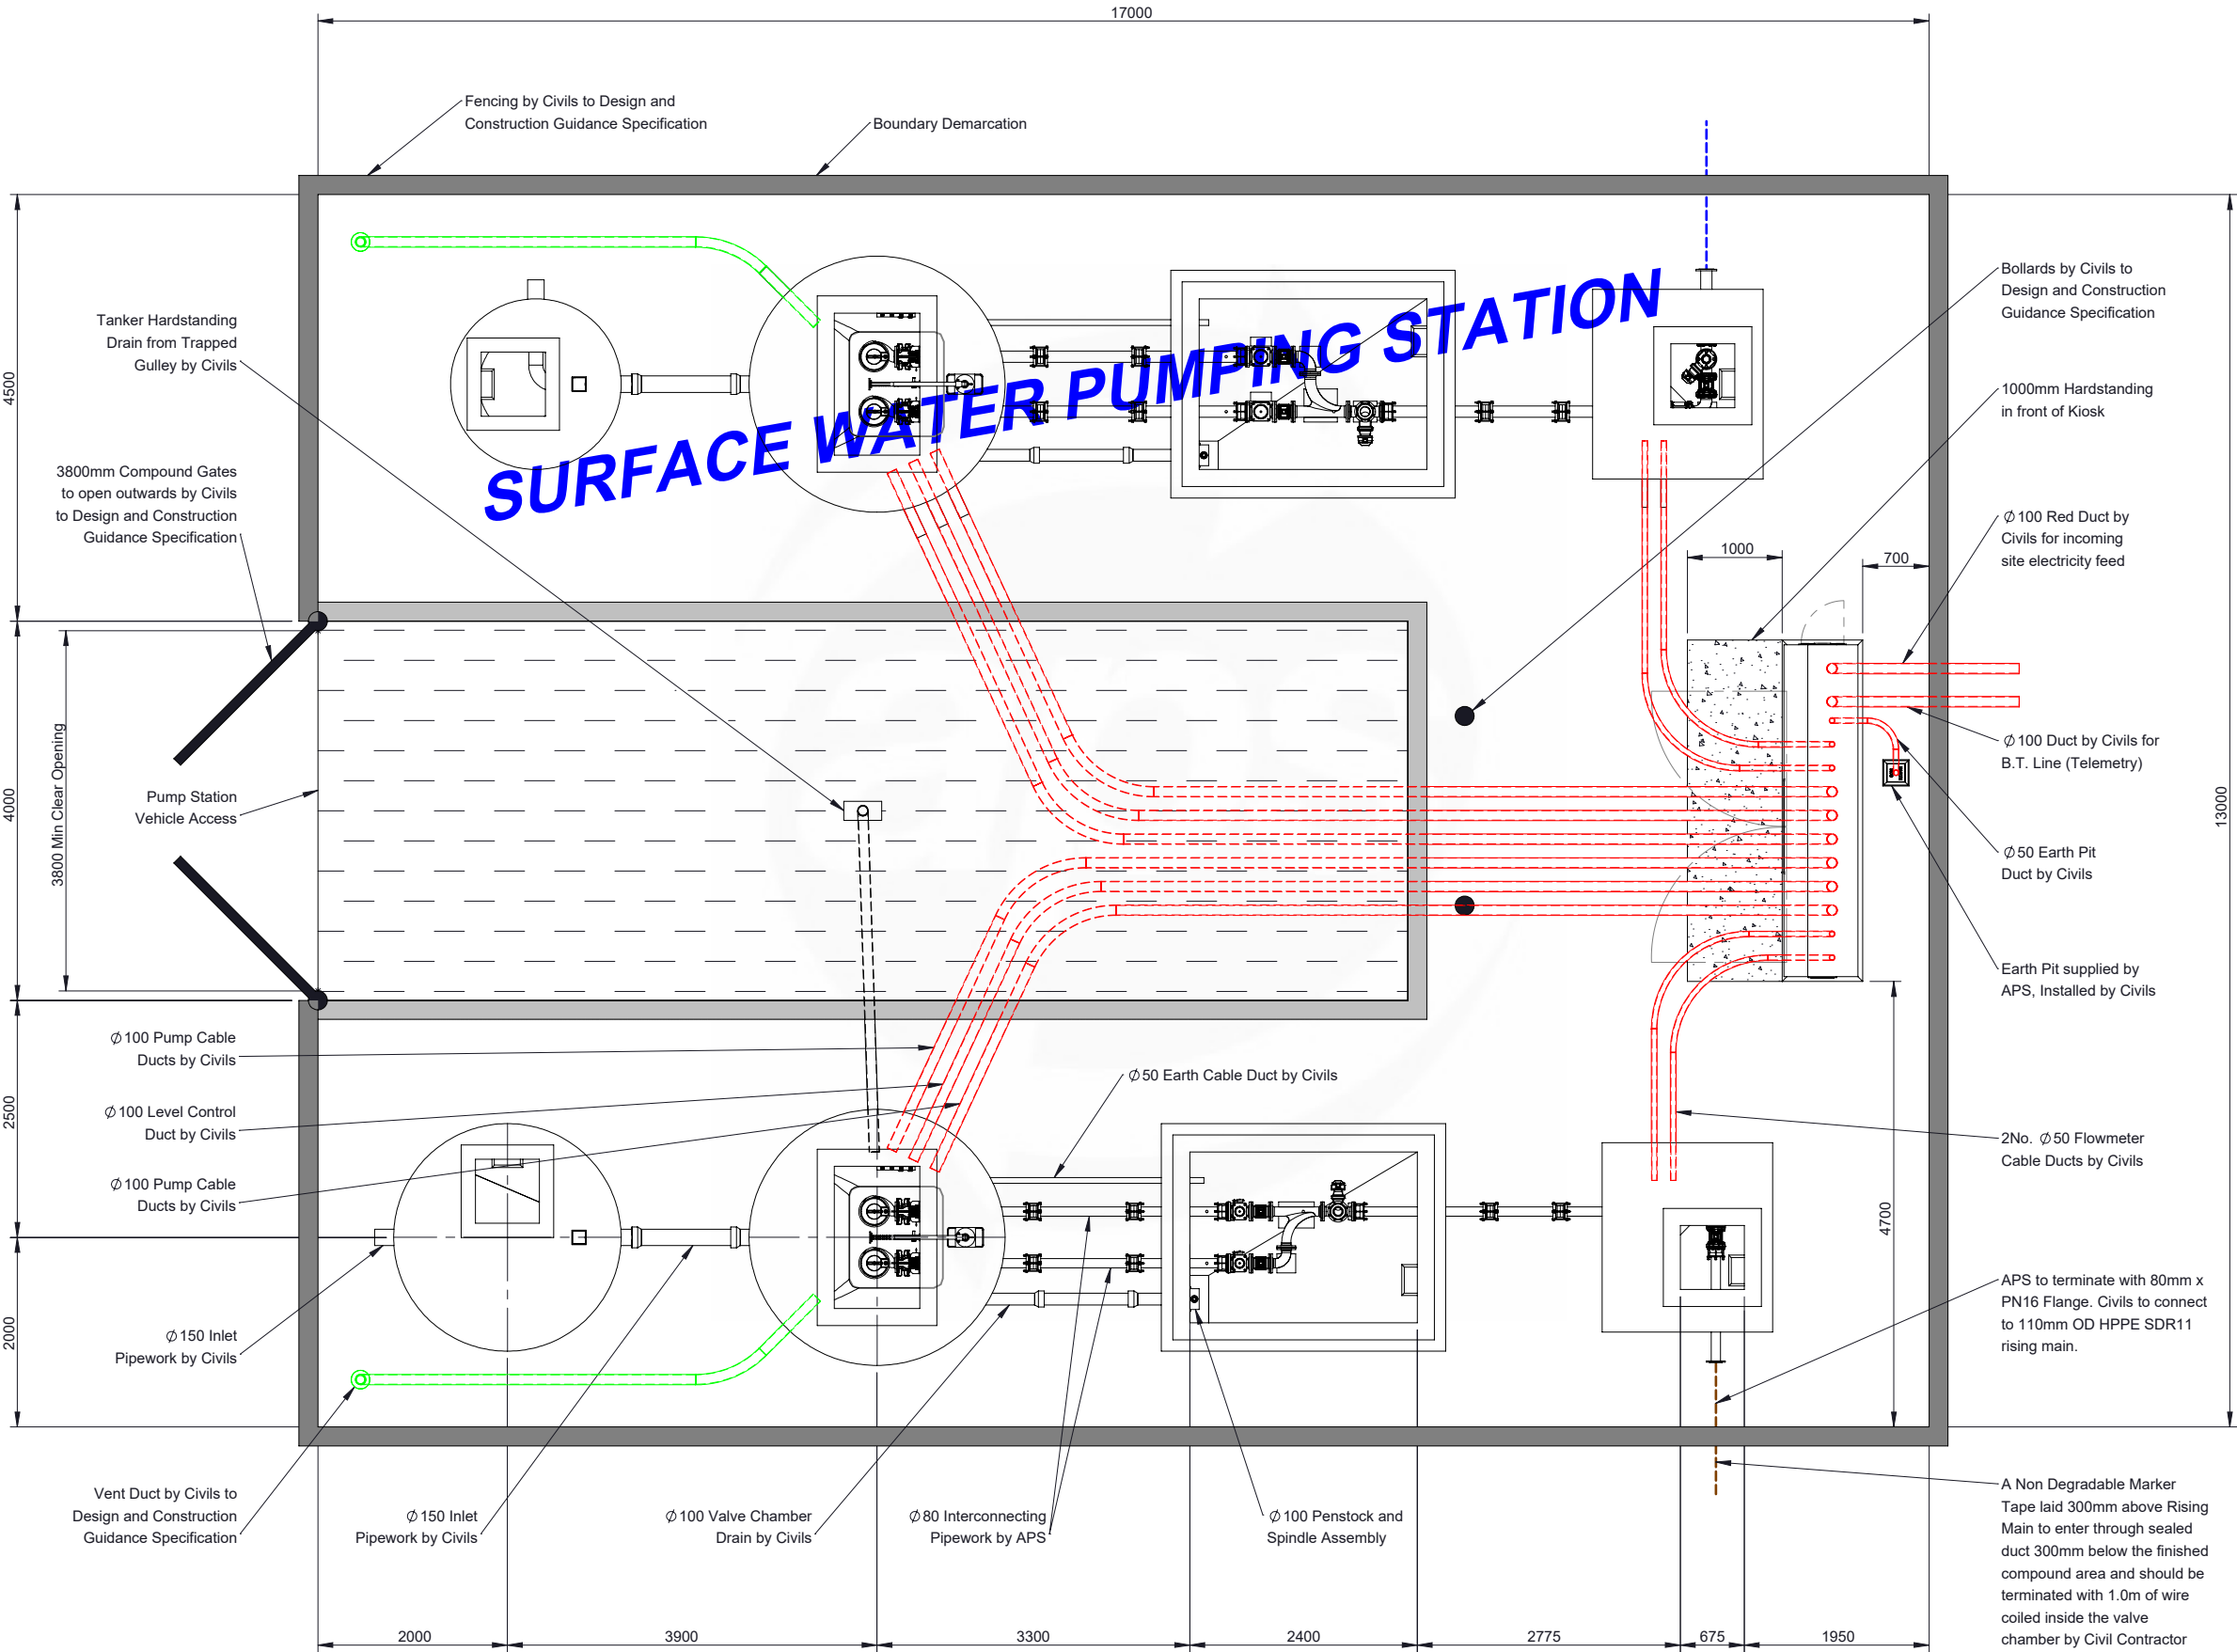 17000
Fencing by Civils to Design and
Construction Guidance Specification
Boundary Demarcation
Tanker Hardstanding
Drain from Trapped
Gulley by Civils
3800mm Compound Gates
to open outwards by Civils
to Design and Construction
Guidance Specification
SURFACE WATER PUMPING STATION
Bollards by Civils to
Design and Construction
Guidance Specification
1000mm Hardstanding
in front of Kiosk
Ø100 Red Duct by
Civils for incoming
site electricity feed
1000
700
4500
4000
3800 Min Clear Opening
2500
2000
13000
4700
Pump Station
Vehicle Access
Ø100 Duct by Civils for
B.T. Line (Telemetry)
Ø50 Earth Pit
Duct by Civils
Earth Pit supplied by
APS, Installed by Civils
Ø100 Pump Cable
Ducts by Civils
Ø100 Level Control
Duct by Civils
Ø100 Pump Cable
Ducts by Civils
Ø50 Earth Cable Duct by Civils
2No. Ø50 Flowmeter
Cable Ducts by Civils
Ø150 Inlet
Pipework by Civils
APS to terminate with 80mm x
PN16 Flange. Civils to connect
to 110mm OD HPPE SDR11
rising main.
Vent Duct by Civils to
Design and Construction
Guidance Specification
Ø150 Inlet
Pipework by Civils
Ø100 Valve Chamber
Drain by Civils
Ø80 Interconnecting
Pipework by APS
Ø100 Penstock and
Spindle Assembly
A Non Degradable Marker
Tape laid 300mm above Rising
Main to enter through sealed
duct 300mm below the finished
compound area and should be
terminated with 1.0m of wire
coiled inside the valve
chamber by Civil Contractor
2000
3900
3300
2400
2775
675
1950